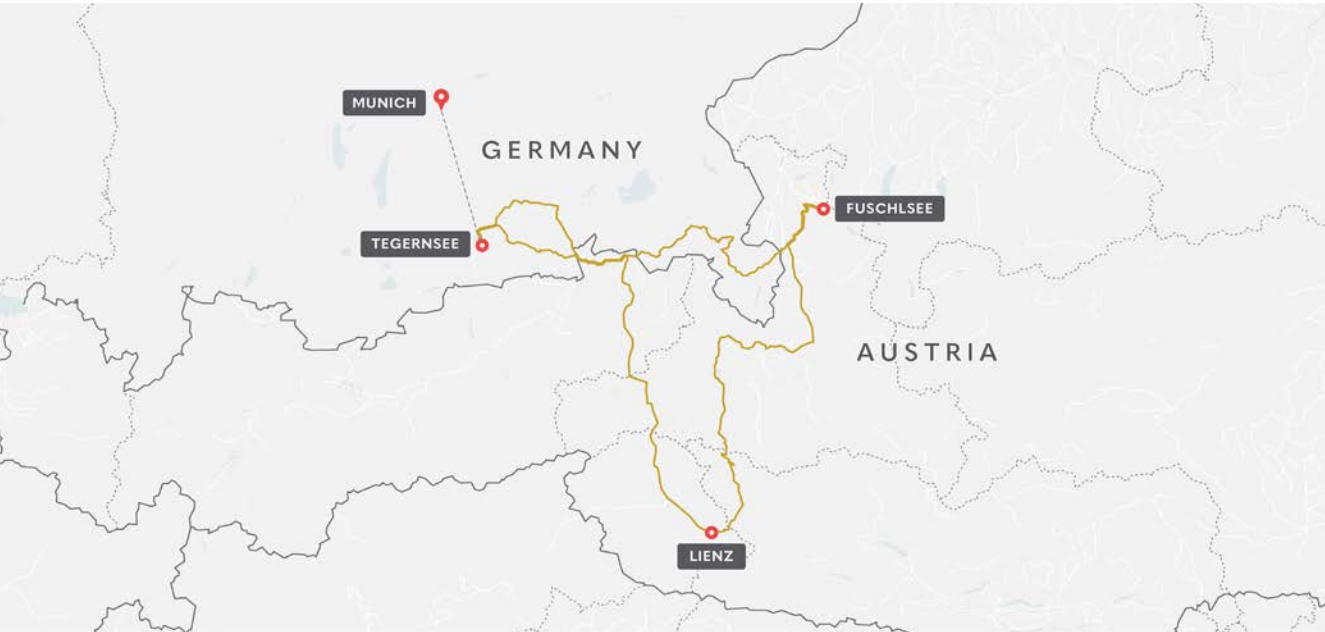 MUNICH
GERMANY
FUSCHLSEE
TEGERNSEE
AUSTRIA
LIENZ